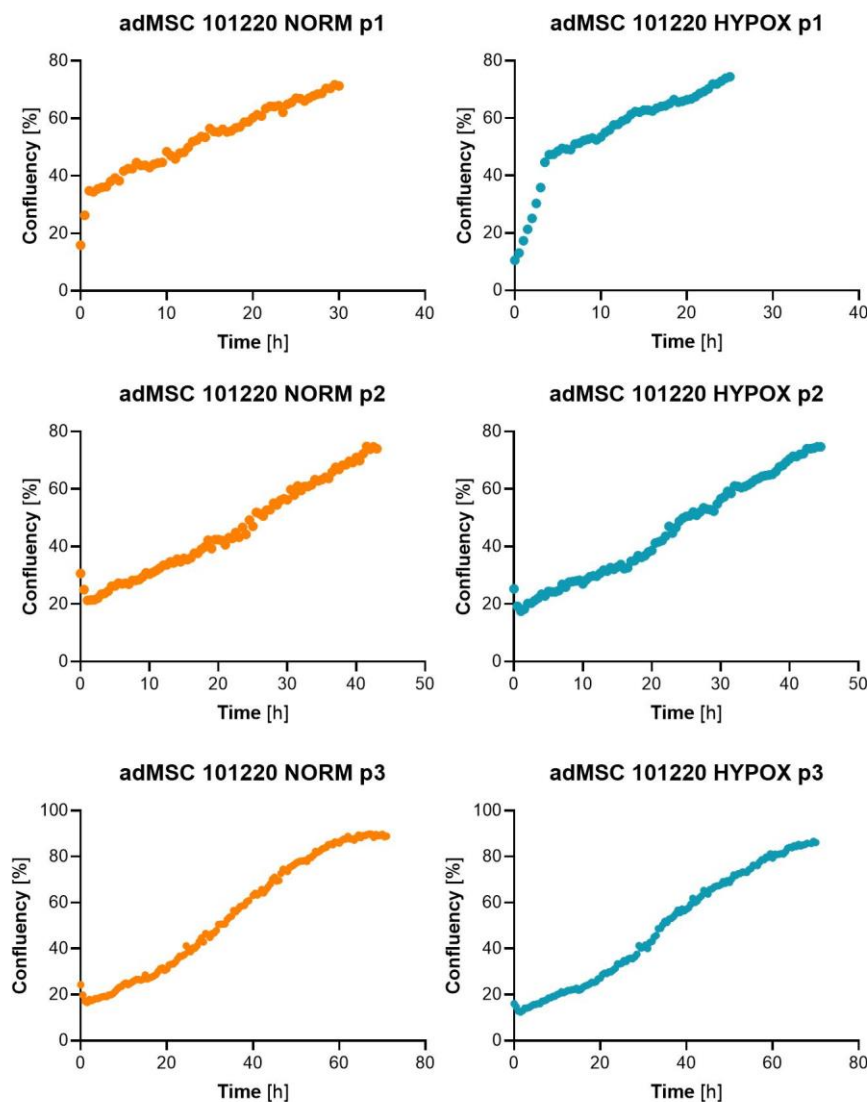 adMSC 101220 NORM p1
80
60
40
20
0
Confluency [%]
0 10 20 30 40
Time [h]
adMSC 101220 HYPOX p1
80
60
40
20
0
Confluency [%]
0 10 20 30 40
Time [h]
adMSC 101220 NORM p2
80
60
40
20
0
Confluency [%]
0 10 20 30 40 50
Time [h]
adMSC 101220 HYPOX p2
80
60
40
20
0
Confluency [%]
0 10 20 30 40 50
Time [h]
adMSC 101220 NORM p3
100
80
60
40
20
0
Confluency [%]
0 20 40 60 80
Time [h]
adMSC 101220 HYPOX p3
100
80
60
40
20
0
Confluency [%]
0 20 40 60 80
Time [h]